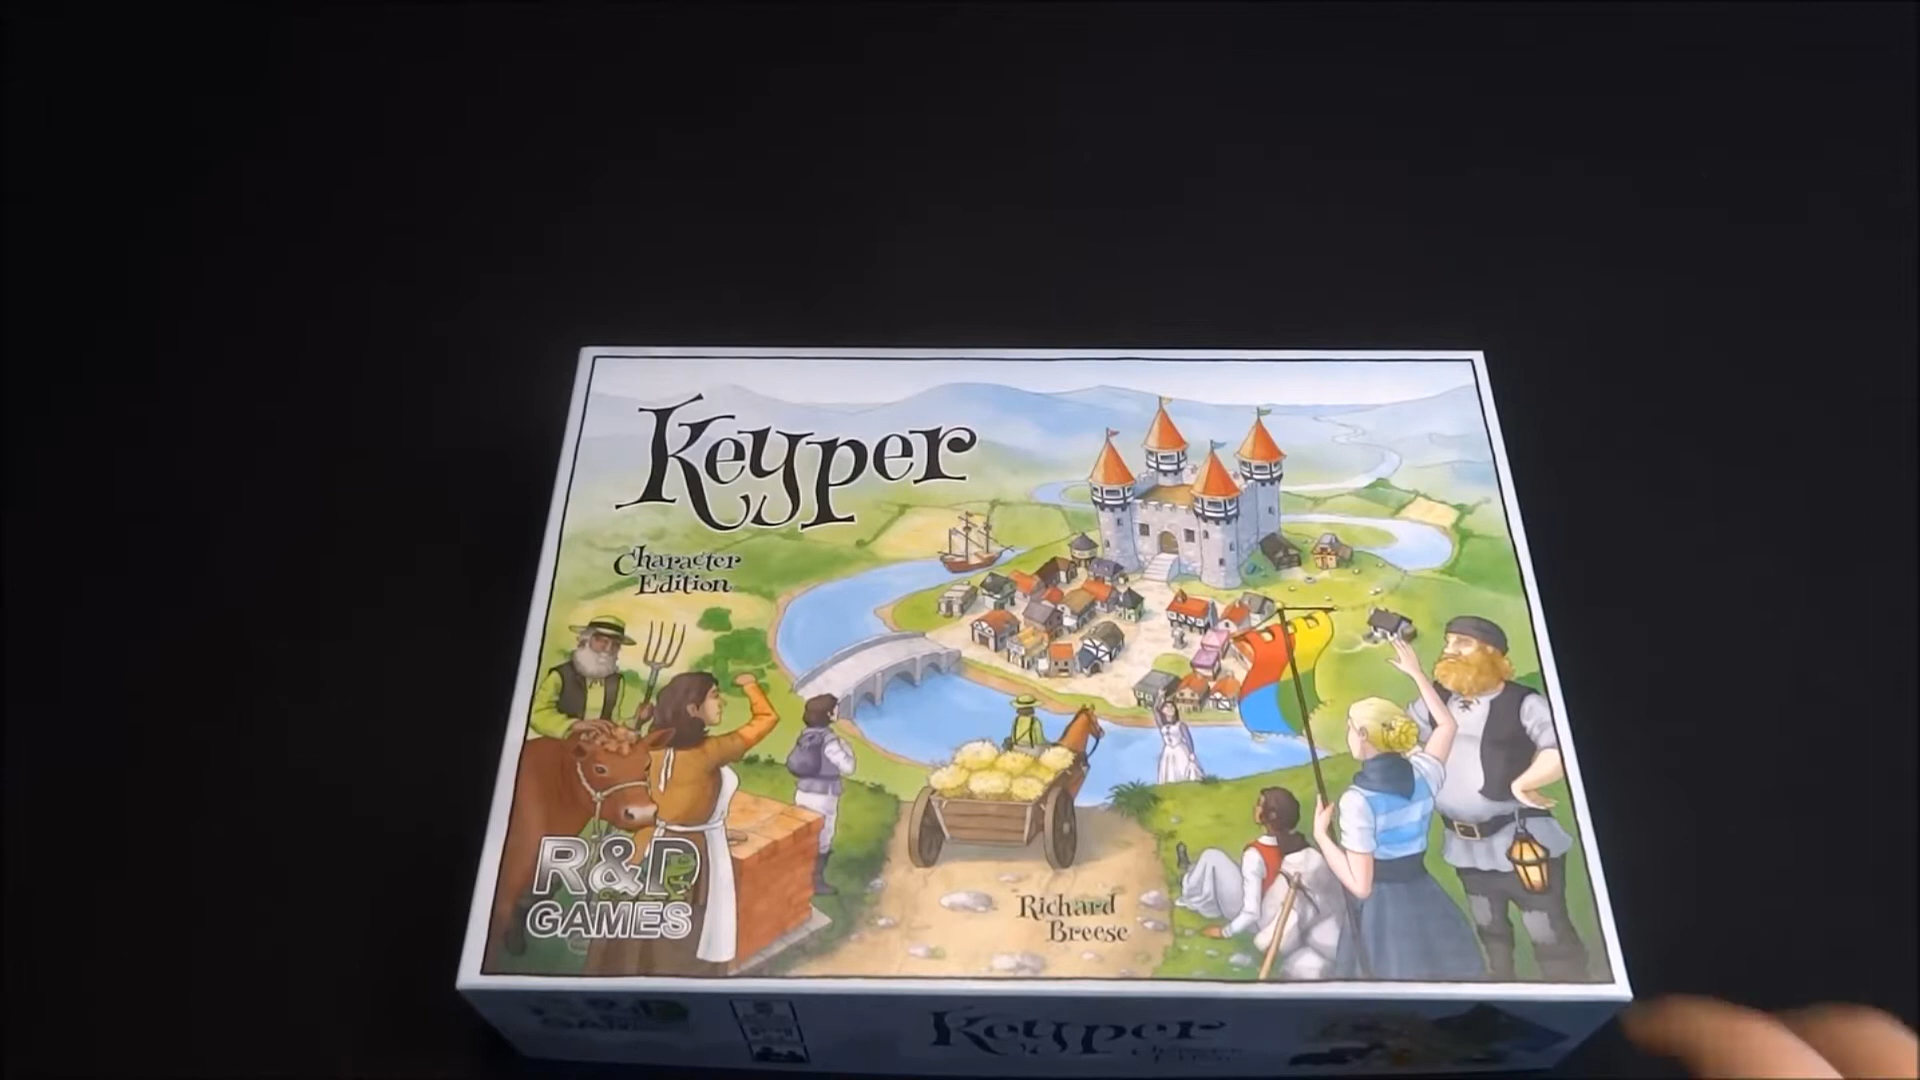 Keyper
Character
Edition
R&D
GAMES
Richard
Breese
Keyper